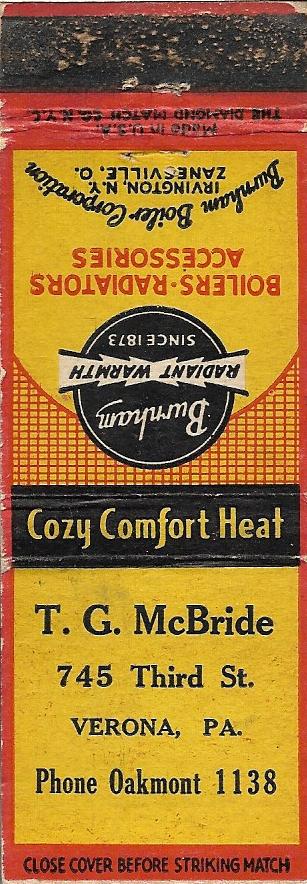 Made in U.S.A.
THE DIAMOND MATCH CO. N.Y.C.
Burnham Boiler Corporation
IRVINGTON, N.Y.
ZANESVILLE, O.
BOILERS-RADIATORS
ACCESSORIES
Burnham
RADIANT WARMTH
SINCE 1873
Cozy Comfort Heat
T. G. McBride
745 Third St.
VERONA, PA.
Phone Oakmont 1138
CLOSE COVER BEFORE STRIKING MATCH